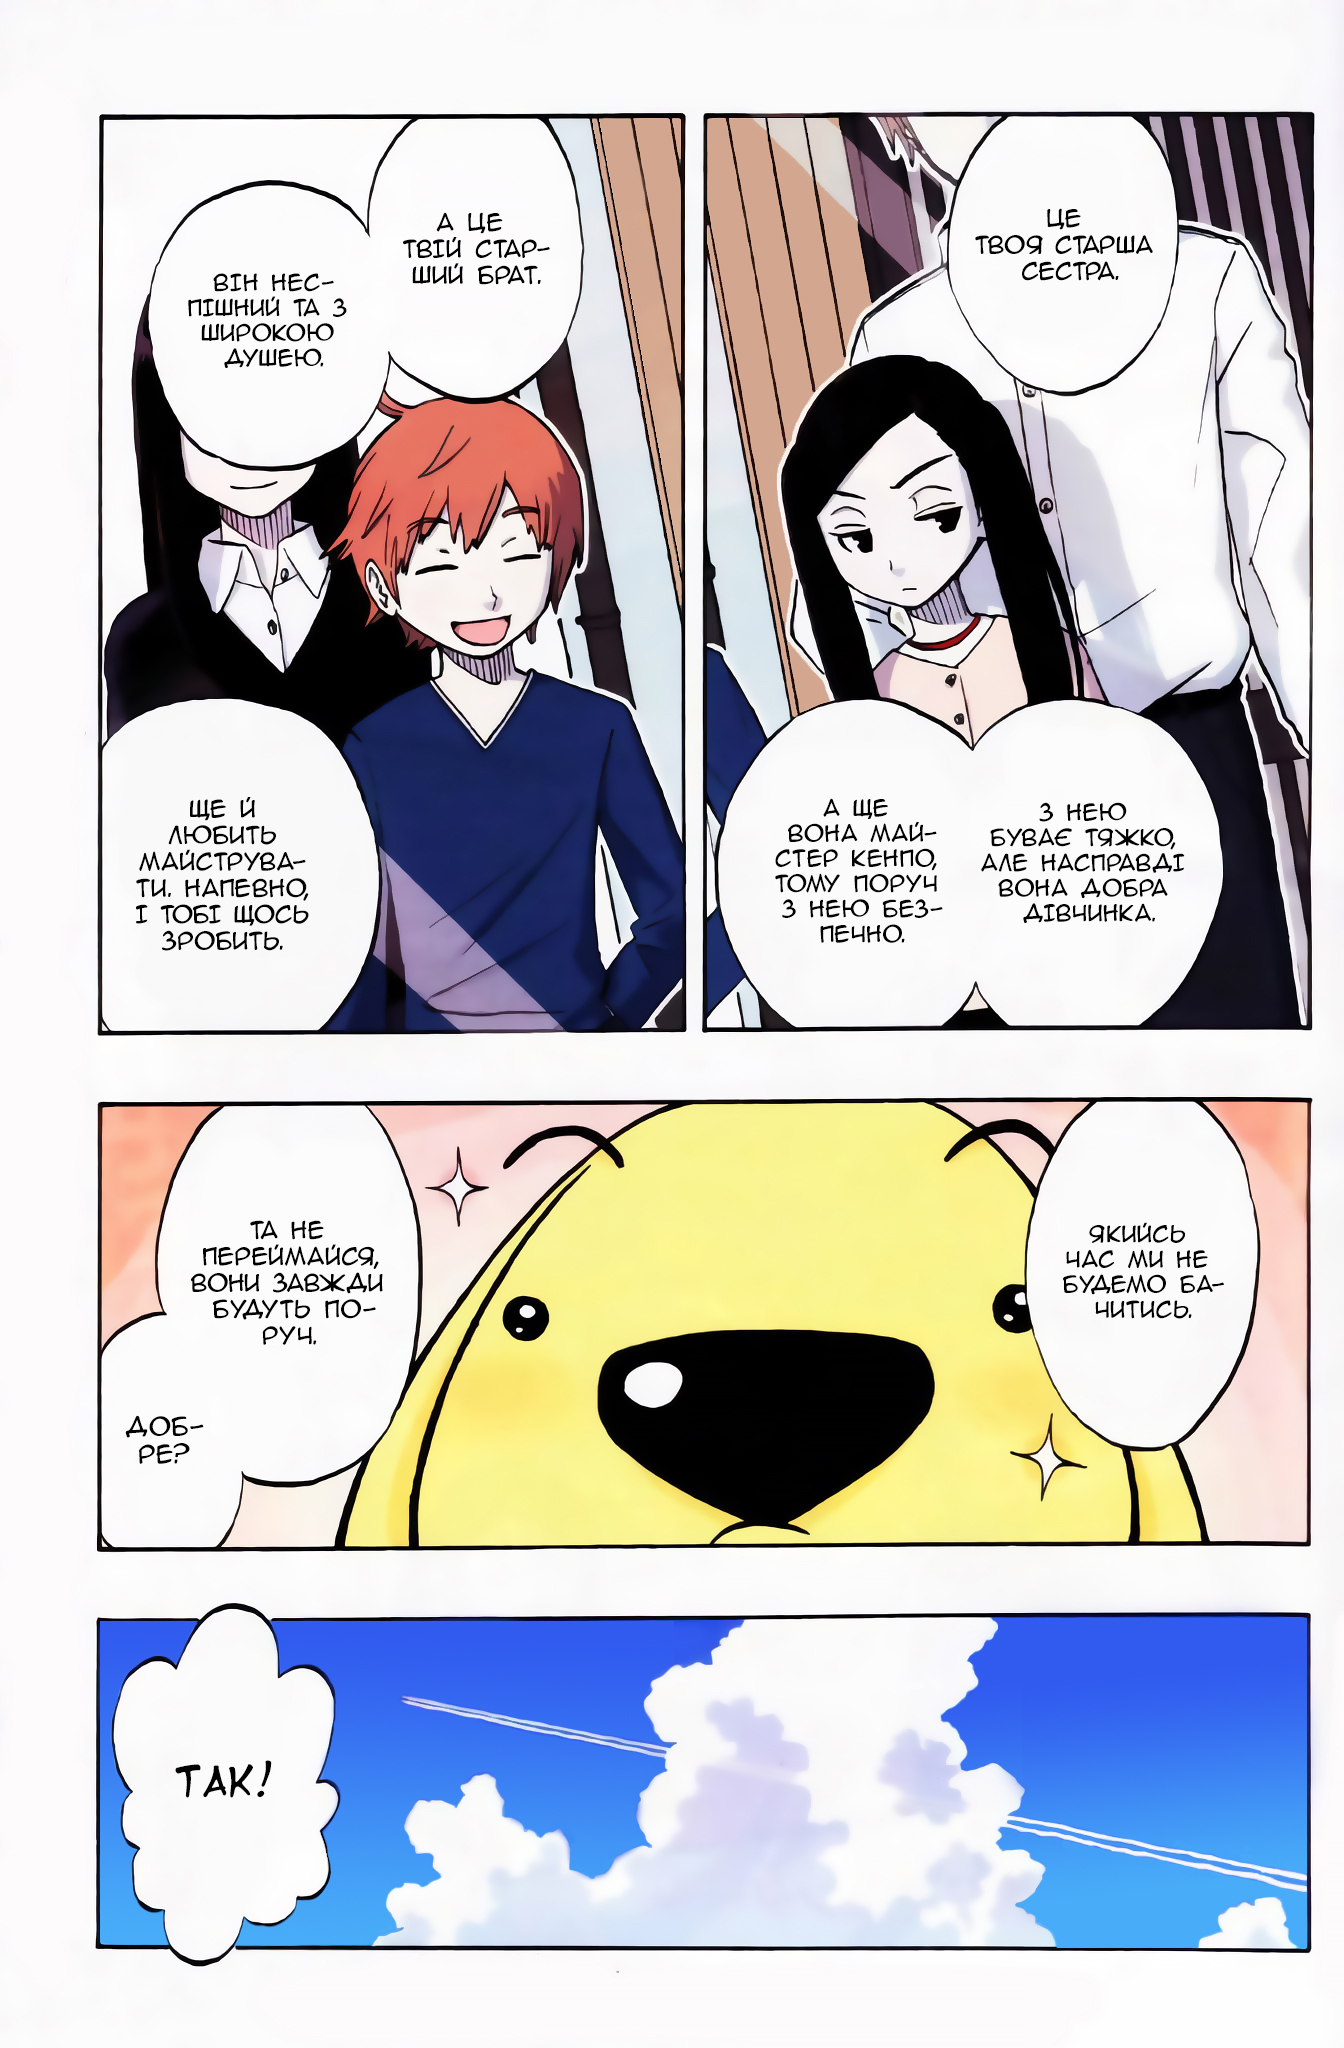 ЦЕ
ТВОЯ СТАРША
СЕСТРА.
З НЕЮ
БУВАЄ ТЯЖКО,
АЛЕ НАСПРАВДІ
ВОНА ДОБРА
ДІВЧИНКА.
А ЩЕ
ВОНА МАЙ-
СТЕР КЕНПО,
ТОМУ ПОРУЧ
З НЕЮ БЕЗ-
ПЕЧНО.
А ЦЕ
ТВІЙ СТАР-
ШИЙ БРАТ.
ВІН НЕС-
ПІШНИЙ ТА З
ШИРОКОЮ
ДУШЕЮ.
ЩЕ Й
ЛЮБИТЬ
МАЙСТРУВА-
ТИ. НАПЕВНО,
І ТОБІ ЩОСЬ
ЗРОБИТЬ.
ЯКИЙСЬ
ЧАС МИ НЕ
БУДЕМО БА-
ЧИТИСЬ.
ТА НЕ
ПЕРЕЙМАЙСЯ,
ВОНИ ЗАВЖДИ
БУДУТЬ ПО-
РУЧ.
ДОБ-
РЕ?
ТАК!